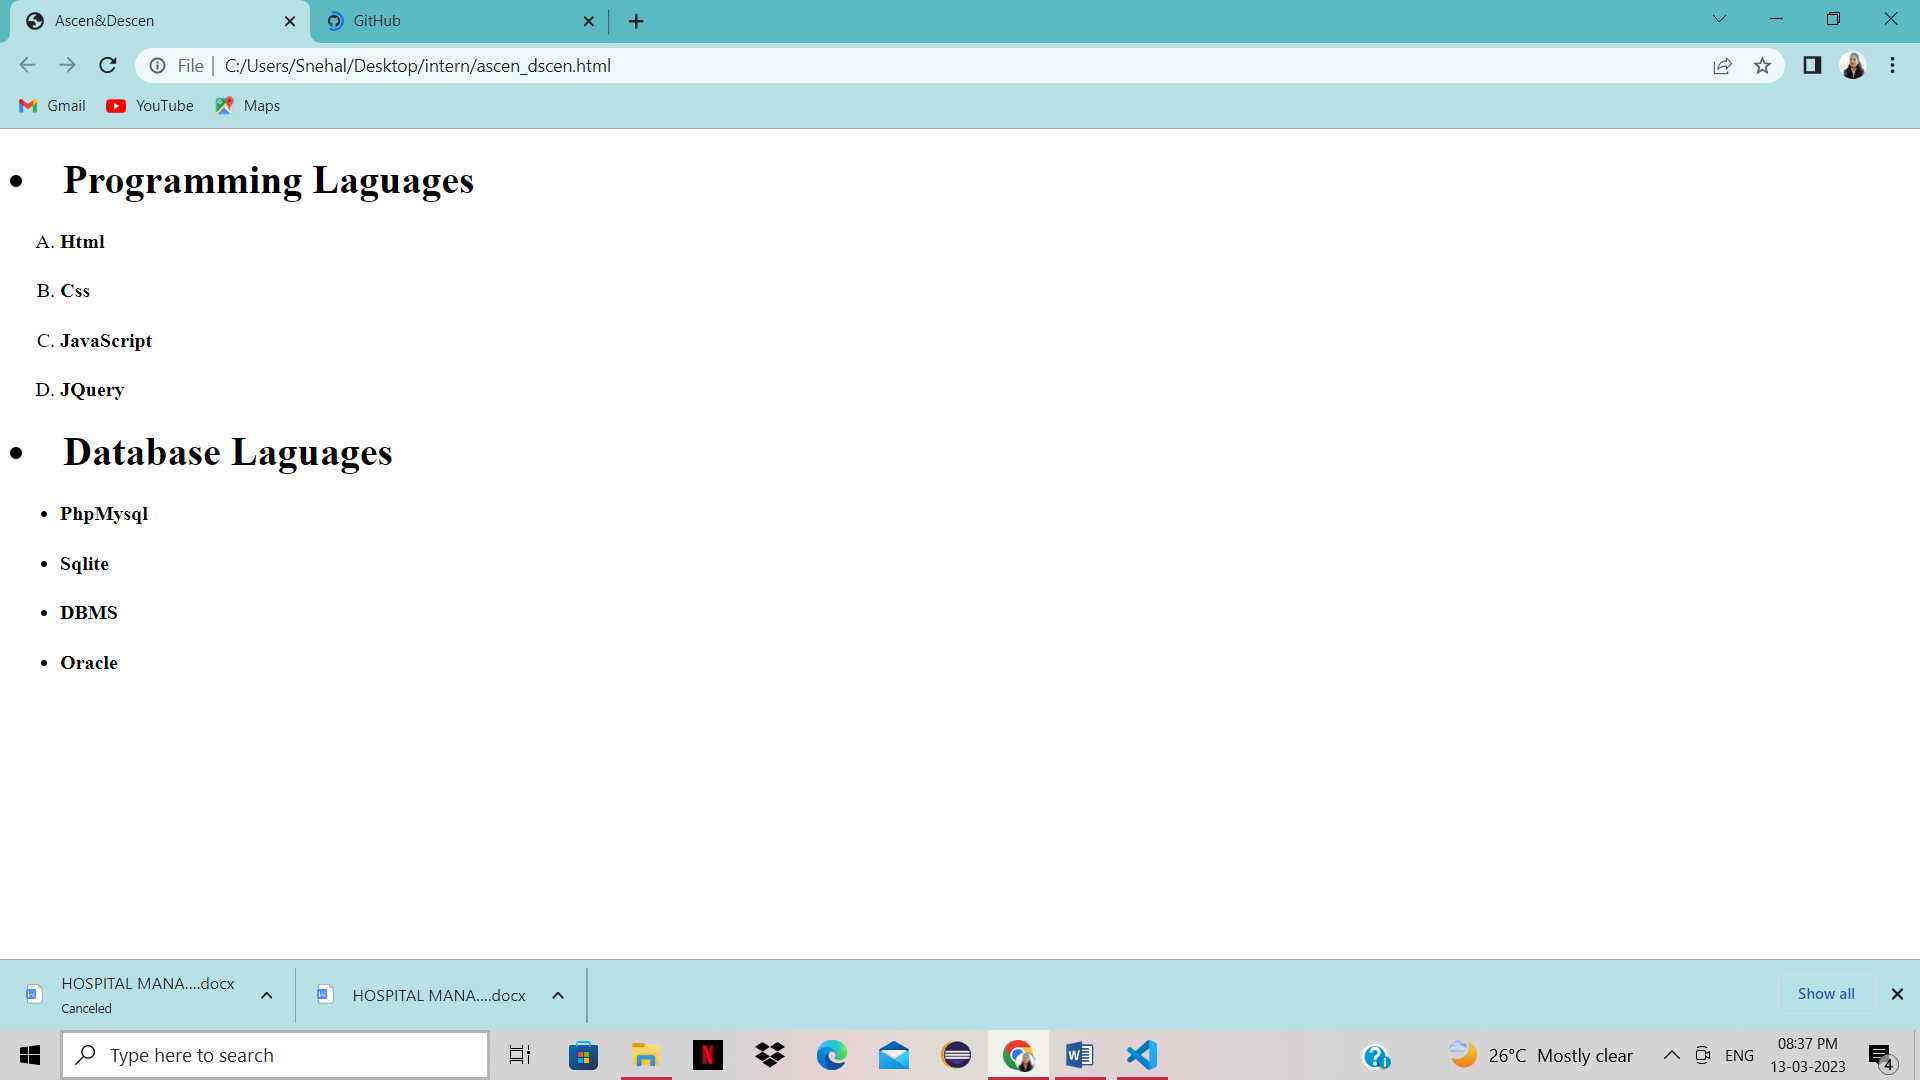 Ascen&Descen
GitHub
File | C:/Users/Snehal/Desktop/intern/ascen_dscen.html
Gmail
YouTube
Maps
• Programming Laguages
A. Html
B. Css
C. JavaScript
D. JQuery
• Database Laguages
• PhpMysql
• Sqlite
• DBMS
• Oracle
HOSPITAL MANA....docx
Canceled
HOSPITAL MANA....docx
Show all
Type here to search
26°C Mostly clear
ENG
08:37 PM
13-03-2023
4